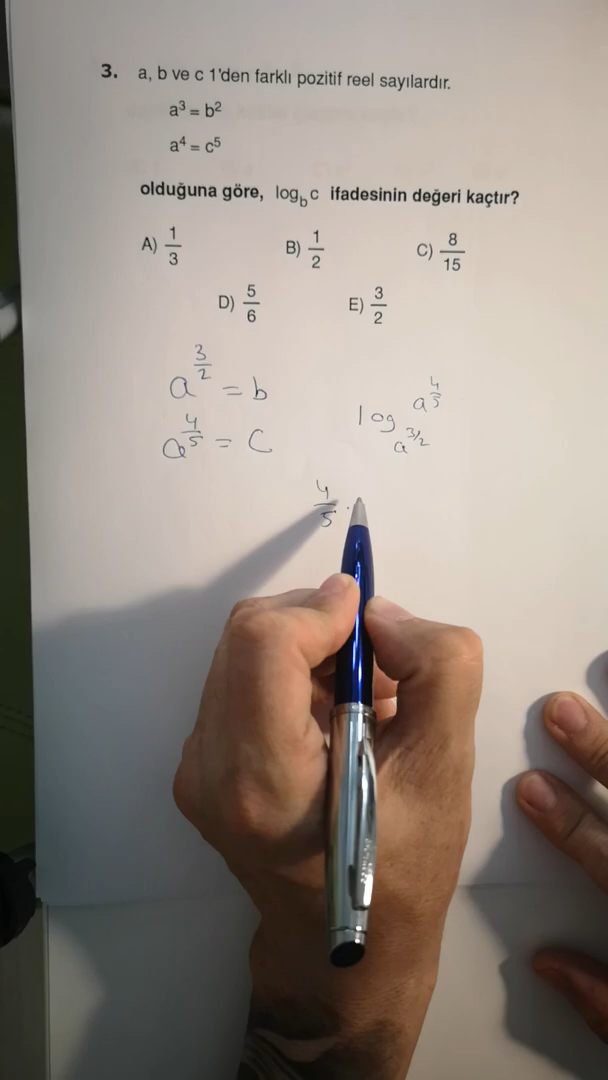 3. a, b ve c 1'den farklı pozitif reel sayılardır.
a³ = b²
a⁴ = c⁵
olduğuna göre, log_b c ifadesinin değeri kaçtır?
A) 1/3 B) 1/2 C) 8/15
D) 5/6 E) 3/2
a^(3/2) = b
a^(4/5) = C
log_(a^(3/2)) a^(4/5)
4/5 ·